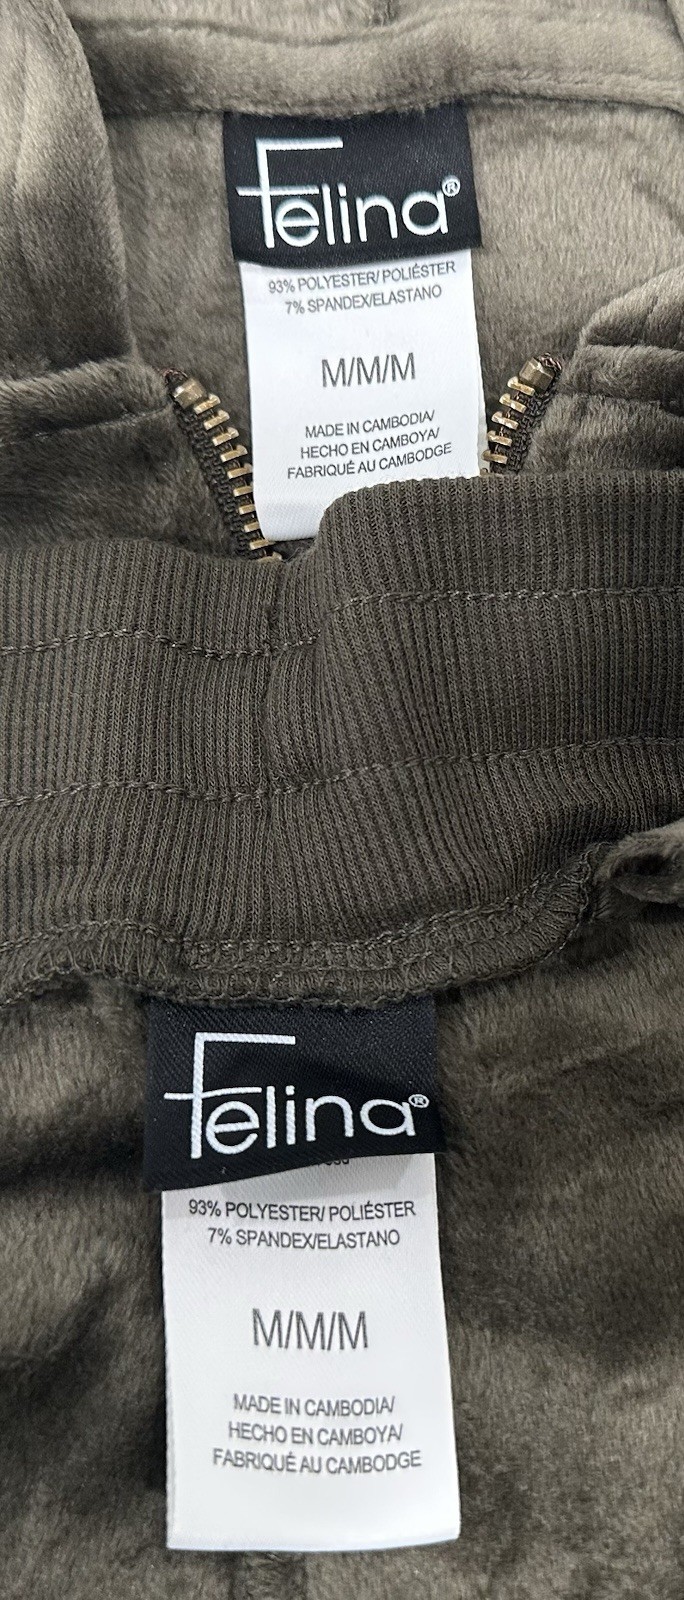 Felina®
93% POLYESTER/ POLIÉSTER
7% SPANDEX/ELASTANO
M/M/M
MADE IN CAMBODIA/
HECHO EN CAMBOYA/
FABRIQUÉ AU CAMBODGE
Felina®
93% POLYESTER/ POLIÉSTER
7% SPANDEX/ELASTANO
M/M/M
MADE IN CAMBODIA/
HECHO EN CAMBOYA/
FABRIQUÉ AU CAMBODGE